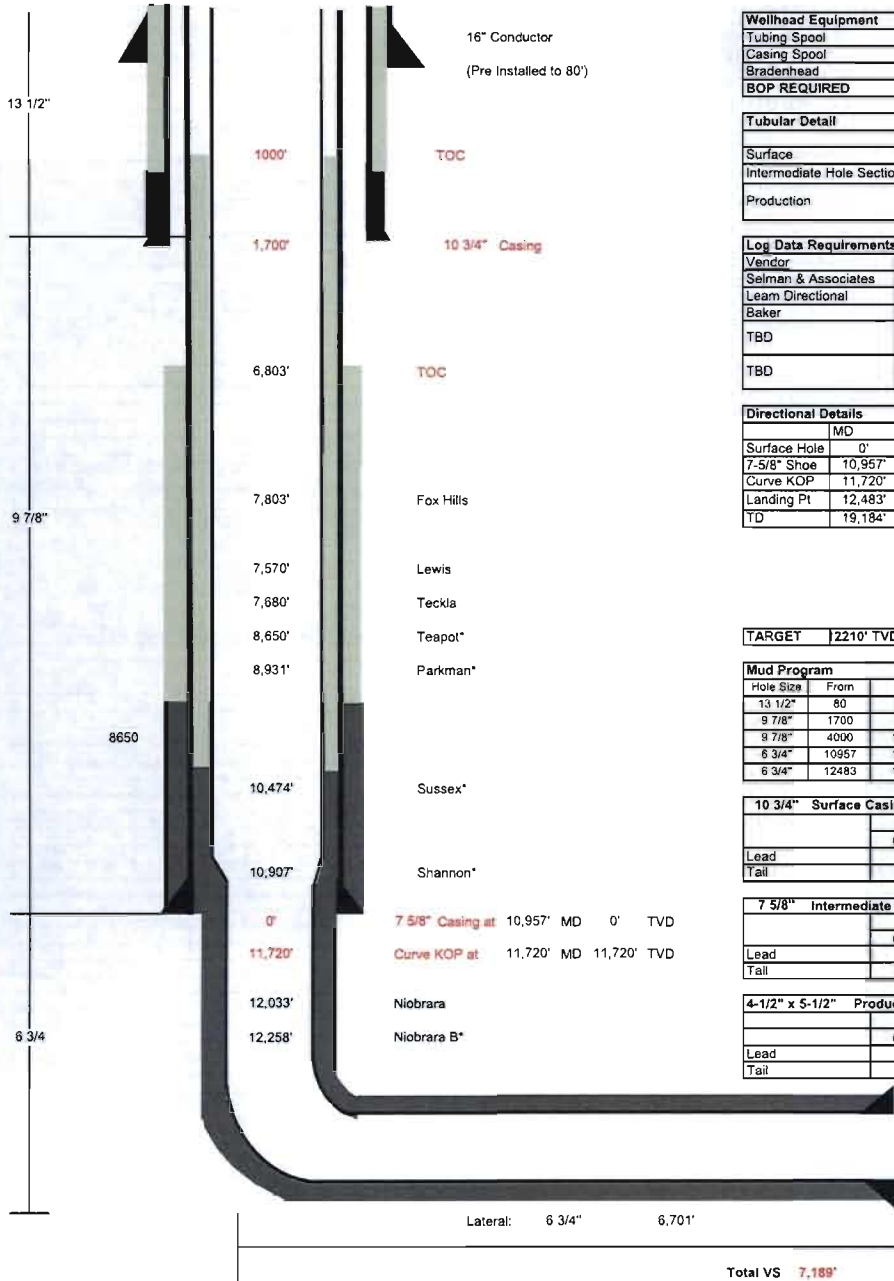 16" Conductor
(Pre Installed to 80')
13 1/2"
1000' TOC
1,700' 10 3/4" Casing
6,803' TOC
7,803' Fox Hills
9 7/8"
7,570' Lewis
7,680' Teckla
8,650' Teapot*
8,931' Parkman*
8650
10,474' Sussex*
10,907' Shannon*
0' 7 5/8" Casing at 10,957' MD 0' TVD
11,720' Curve KOP at 11,720' MD 11,720' TVD
12,033' Niobrara
6 3/4
12,258' Niobrara B*
Lateral: 6 3/4" 6,701'
Total VS 7,189'
Wellhead Equipment
Tubing Spool
Casing Spool
Bradenhead
BOP REQUIRED
Tubular Detail
Surface
Intermediate Hole Sectio
Production
Log Data Requirements
Vendor
Selman & Associates
Leam Directional
Baker
TBD
TBD
Directional Details
MD
Surface Hole 0'
7-5/8" Shoe 10,957'
Curve KOP 11,720'
Landing Pt 12,483'
TD 19,184'
TARGET 12210' TVD
Mud Program
Hole Size From
13 1/2" 80
9 7/8" 1700
9 7/8" 4000
6 3/4" 10957
6 3/4" 12483
10 3/4" Surface Casi
Lead
Tail
7 5/8" Intermediate
Lead
Tail
4-1/2" x 5-1/2" Produ
Lead
Tail